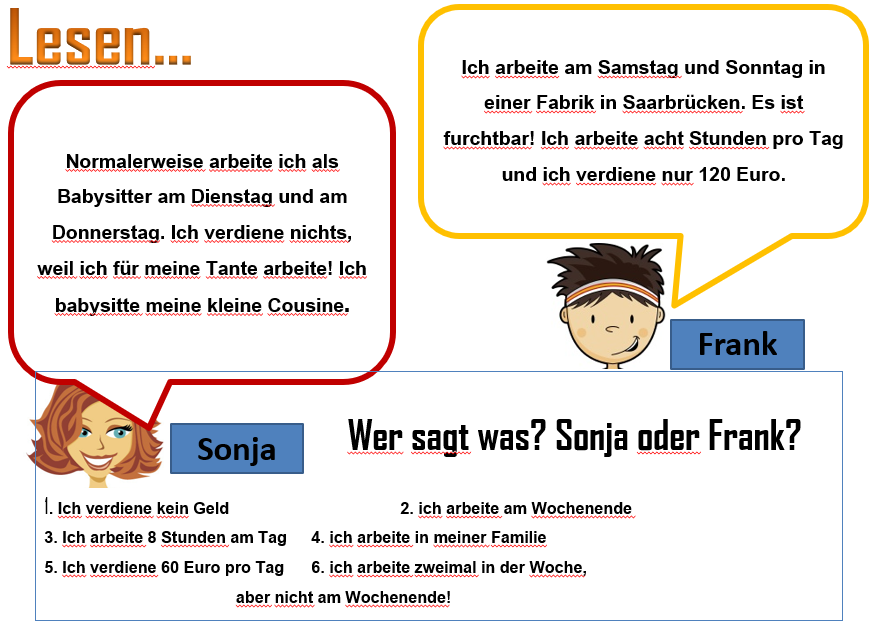 Lesen...
Ich arbeite am Samstag und Sonntag in
einer Fabrik in Saarbrücken. Es ist
furchtbar! Ich arbeite acht Stunden pro Tag
und ich verdiene nur 120 Euro.
Normalerweise arbeite ich als
Babysitter am Dienstag und am
Donnerstag. Ich verdiene nichts,
weil ich für meine Tante arbeite! Ich
babysitte meine kleine Cousine.
Frank
Sonja
Wer sagt was? Sonja oder Frank?
1. Ich verdiene kein Geld 2. ich arbeite am Wochenende
3. Ich arbeite 8 Stunden am Tag 4. ich arbeite in meiner Familie
5. Ich verdiene 60 Euro pro Tag 6. ich arbeite zweimal in der Woche,
aber nicht am Wochenende!